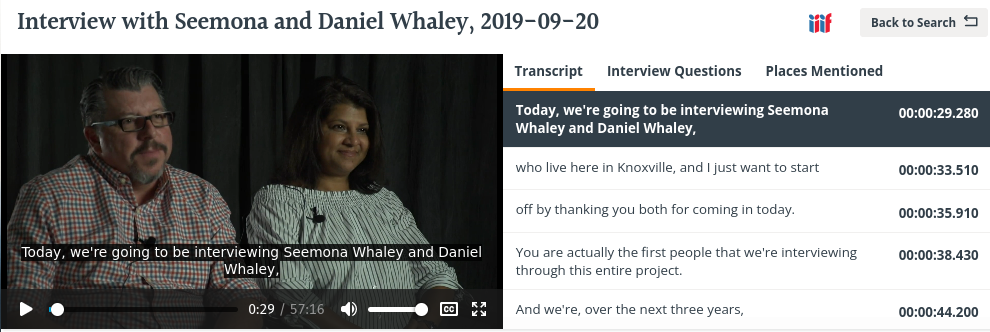 Interview with Seemona and Daniel Whaley, 2019-09-20
iiif
Back to Search
Today, we're going to be interviewing Seemona Whaley and Daniel
Whaley,
0:29 / 57:16
CC
Transcript Interview Questions Places Mentioned
Today, we're going to be interviewing Seemona
Whaley and Daniel Whaley,
00:00:29.280
who live here in Knoxville, and I just want to start
00:00:33.510
off by thanking you both for coming in today.
00:00:35.910
You are actually the first people that we're interviewing
through this entire project.
00:00:38.430
And we're, over the next three years,
00:00:44.200